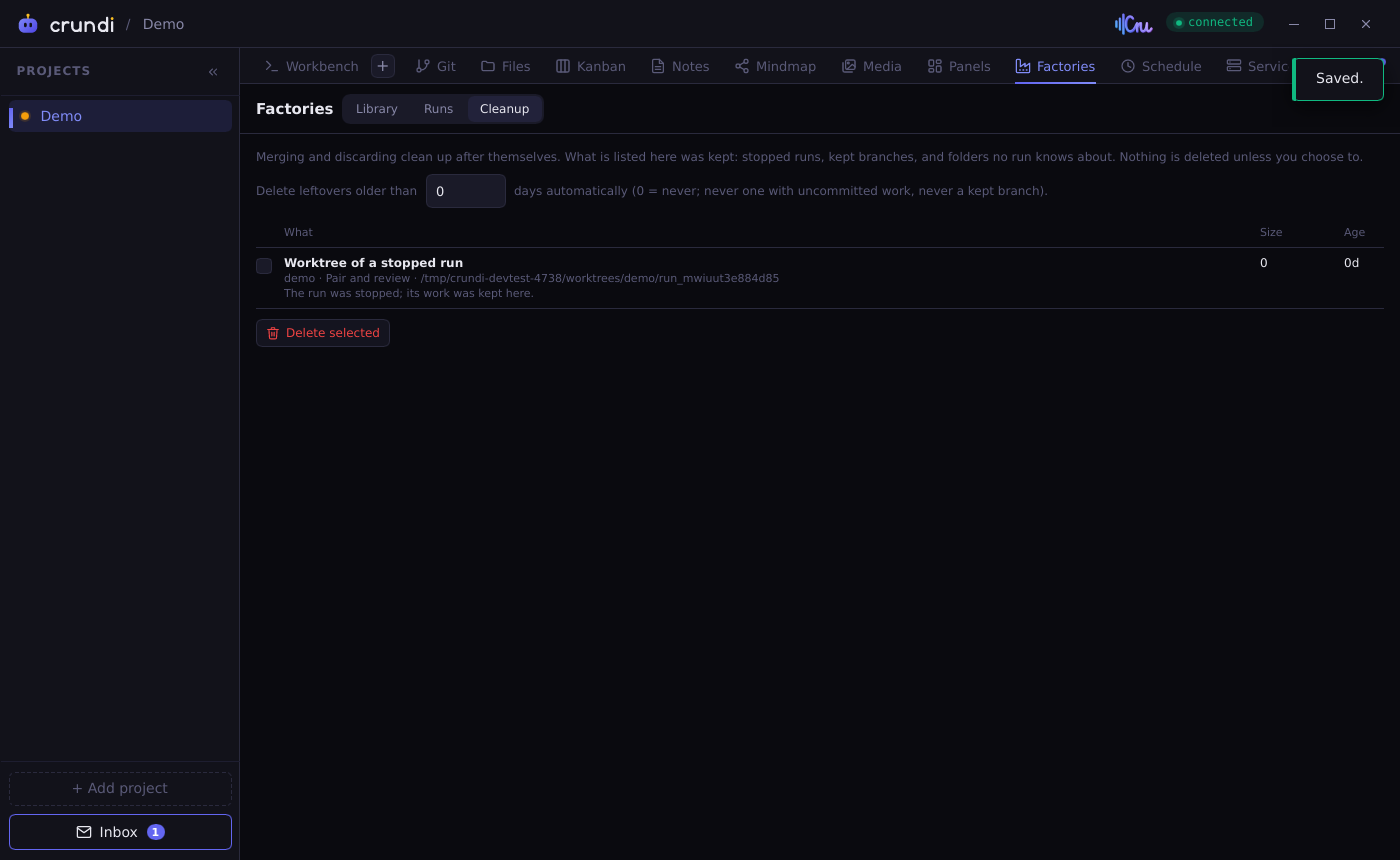 crundi / Demo
Cru
connected
PROJECTS
Workbench
Git
Files
Kanban
Notes
Mindmap
Media
Panels
Factories
Schedule
Servic
Saved.
Demo
Factories
Library
Runs
Cleanup
Merging and discarding clean up after themselves. What is listed here was kept: stopped runs, kept branches, and folders no run knows about. Nothing is deleted unless you choose to.
Delete leftovers older than 0 days automatically (0 = never; never one with uncommitted work, never a kept branch).
What Size Age
Worktree of a stopped run 0 0d
demo · Pair and review · /tmp/crundi-devtest-4738/worktrees/demo/run_mwiuut3e884d85
The run was stopped; its work was kept here.
Delete selected
+ Add project
Inbox 1